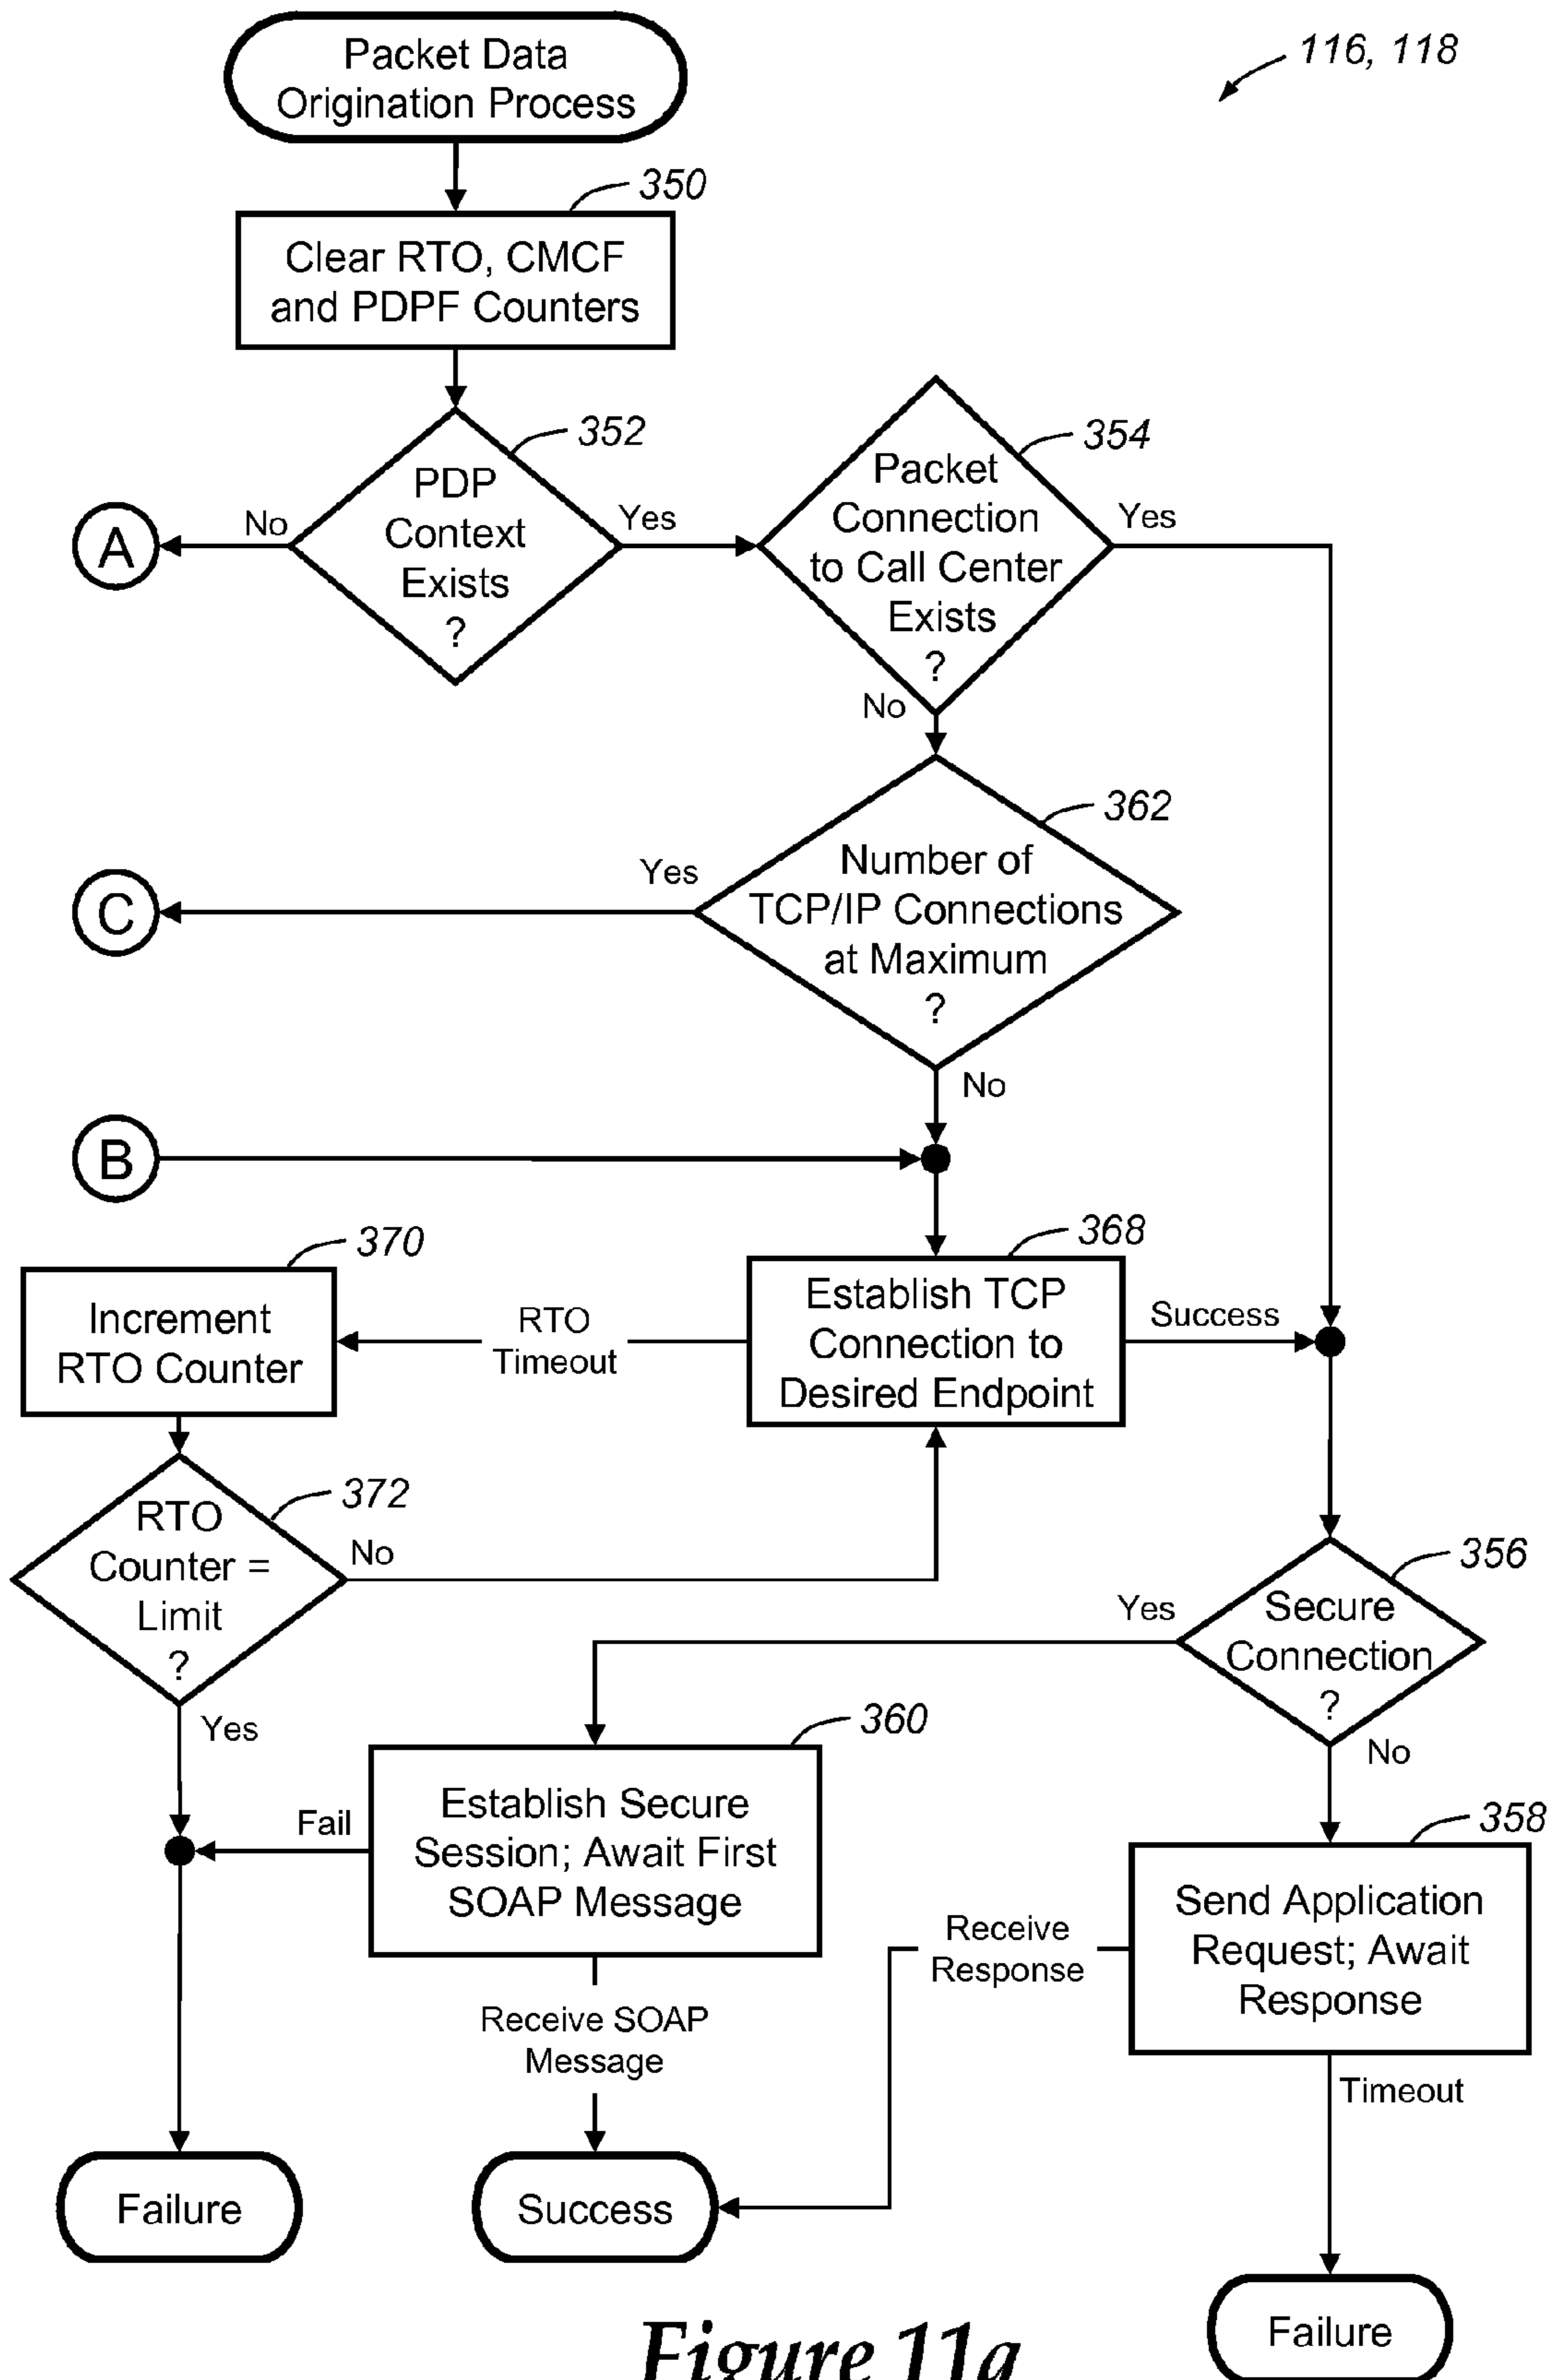 Packet Data
Origination Process
116, 118
350
Clear RTO, CMCF
and PDPF Counters
352
PDP
Context
Exists
?
No
Yes
A
354
Packet
Connection
to Call Center
Exists
?
Yes
No
362
Number of
TCP/IP Connections
at Maximum
?
Yes
C
No
B
368
Establish TCP
Connection to
Desired Endpoint
Success
RTO
Timeout
370
Increment
RTO Counter
372
RTO
Counter =
Limit
?
No
Yes
356
Secure
Connection
?
Yes
No
360
Establish Secure
Session; Await First
SOAP Message
Fail
Receive SOAP
Message
358
Send Application
Request; Await
Response
Receive
Response
Timeout
Failure
Success
Failure
Figure 11a